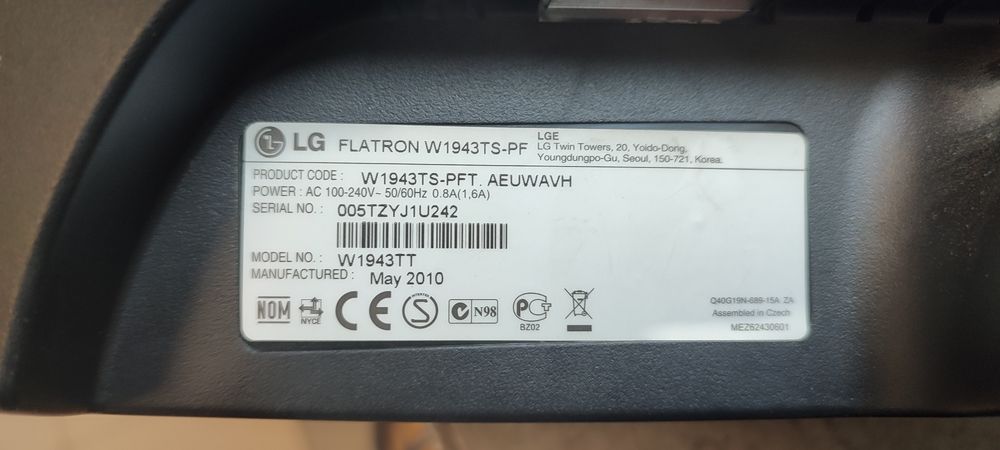 LG FLATRON W1943TS-PF
LGE
LG Twin Towers, 20, Yoido-Dong,
Youngdungpo-Gu, Seoul, 150-721, Korea.
PRODUCT CODE : W1943TS-PFT. AEUWAVH
POWER : AC 100-240V~ 50/60Hz 0.8A(1,6A)
SERIAL NO. : 005TZYJ1U242
MODEL NO. : W1943TT
MANUFACTURED : May 2010
NOM NYCE CE INTERTEK S N98 PCT BZ02
Q40G19N-689-15A ZA
Assembled in Czech
MEZ62430601